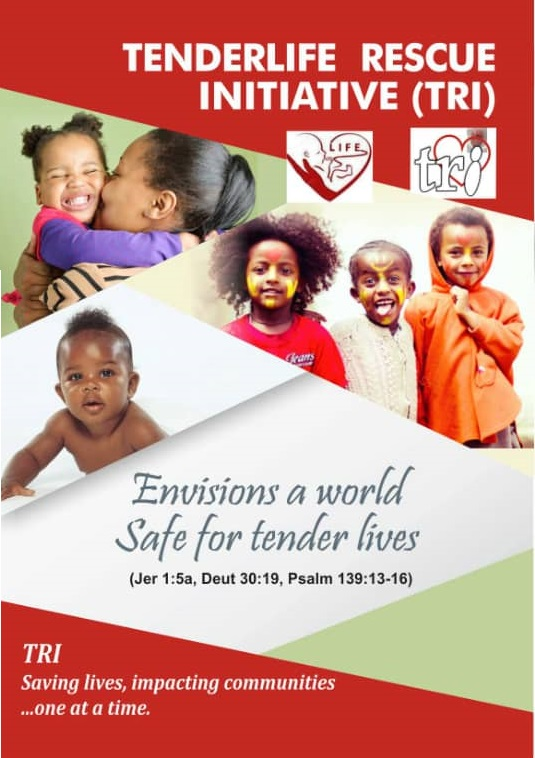 TENDERLIFE RESCUE
INITIATIVE (TRI)
LIFE
tri
Jeans
Envisions a world
Safe for tender lives
(Jer 1:5a, Deut 30:19, Psalm 139:13-16)
TRI
Saving lives, impacting communities
...one at a time.